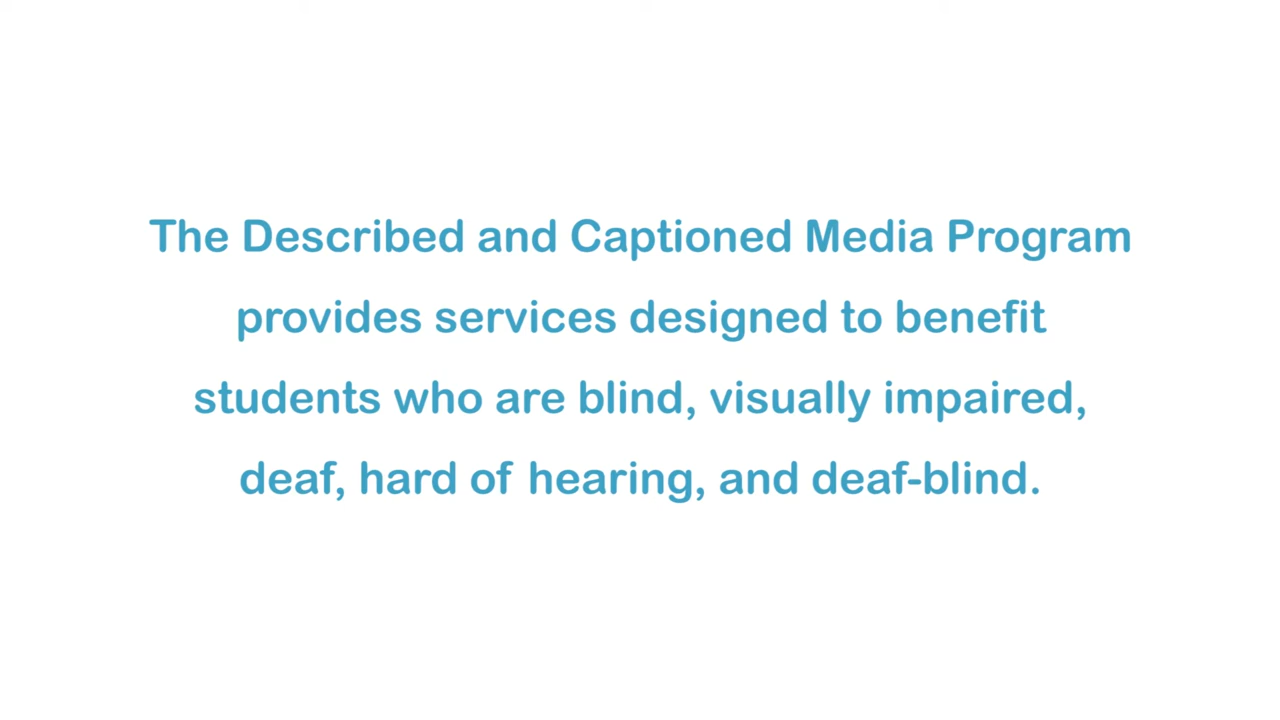 The Described and Captioned Media Program
provides services designed to benefit
students who are blind, visually impaired,
deaf, hard of hearing, and deaf-blind.